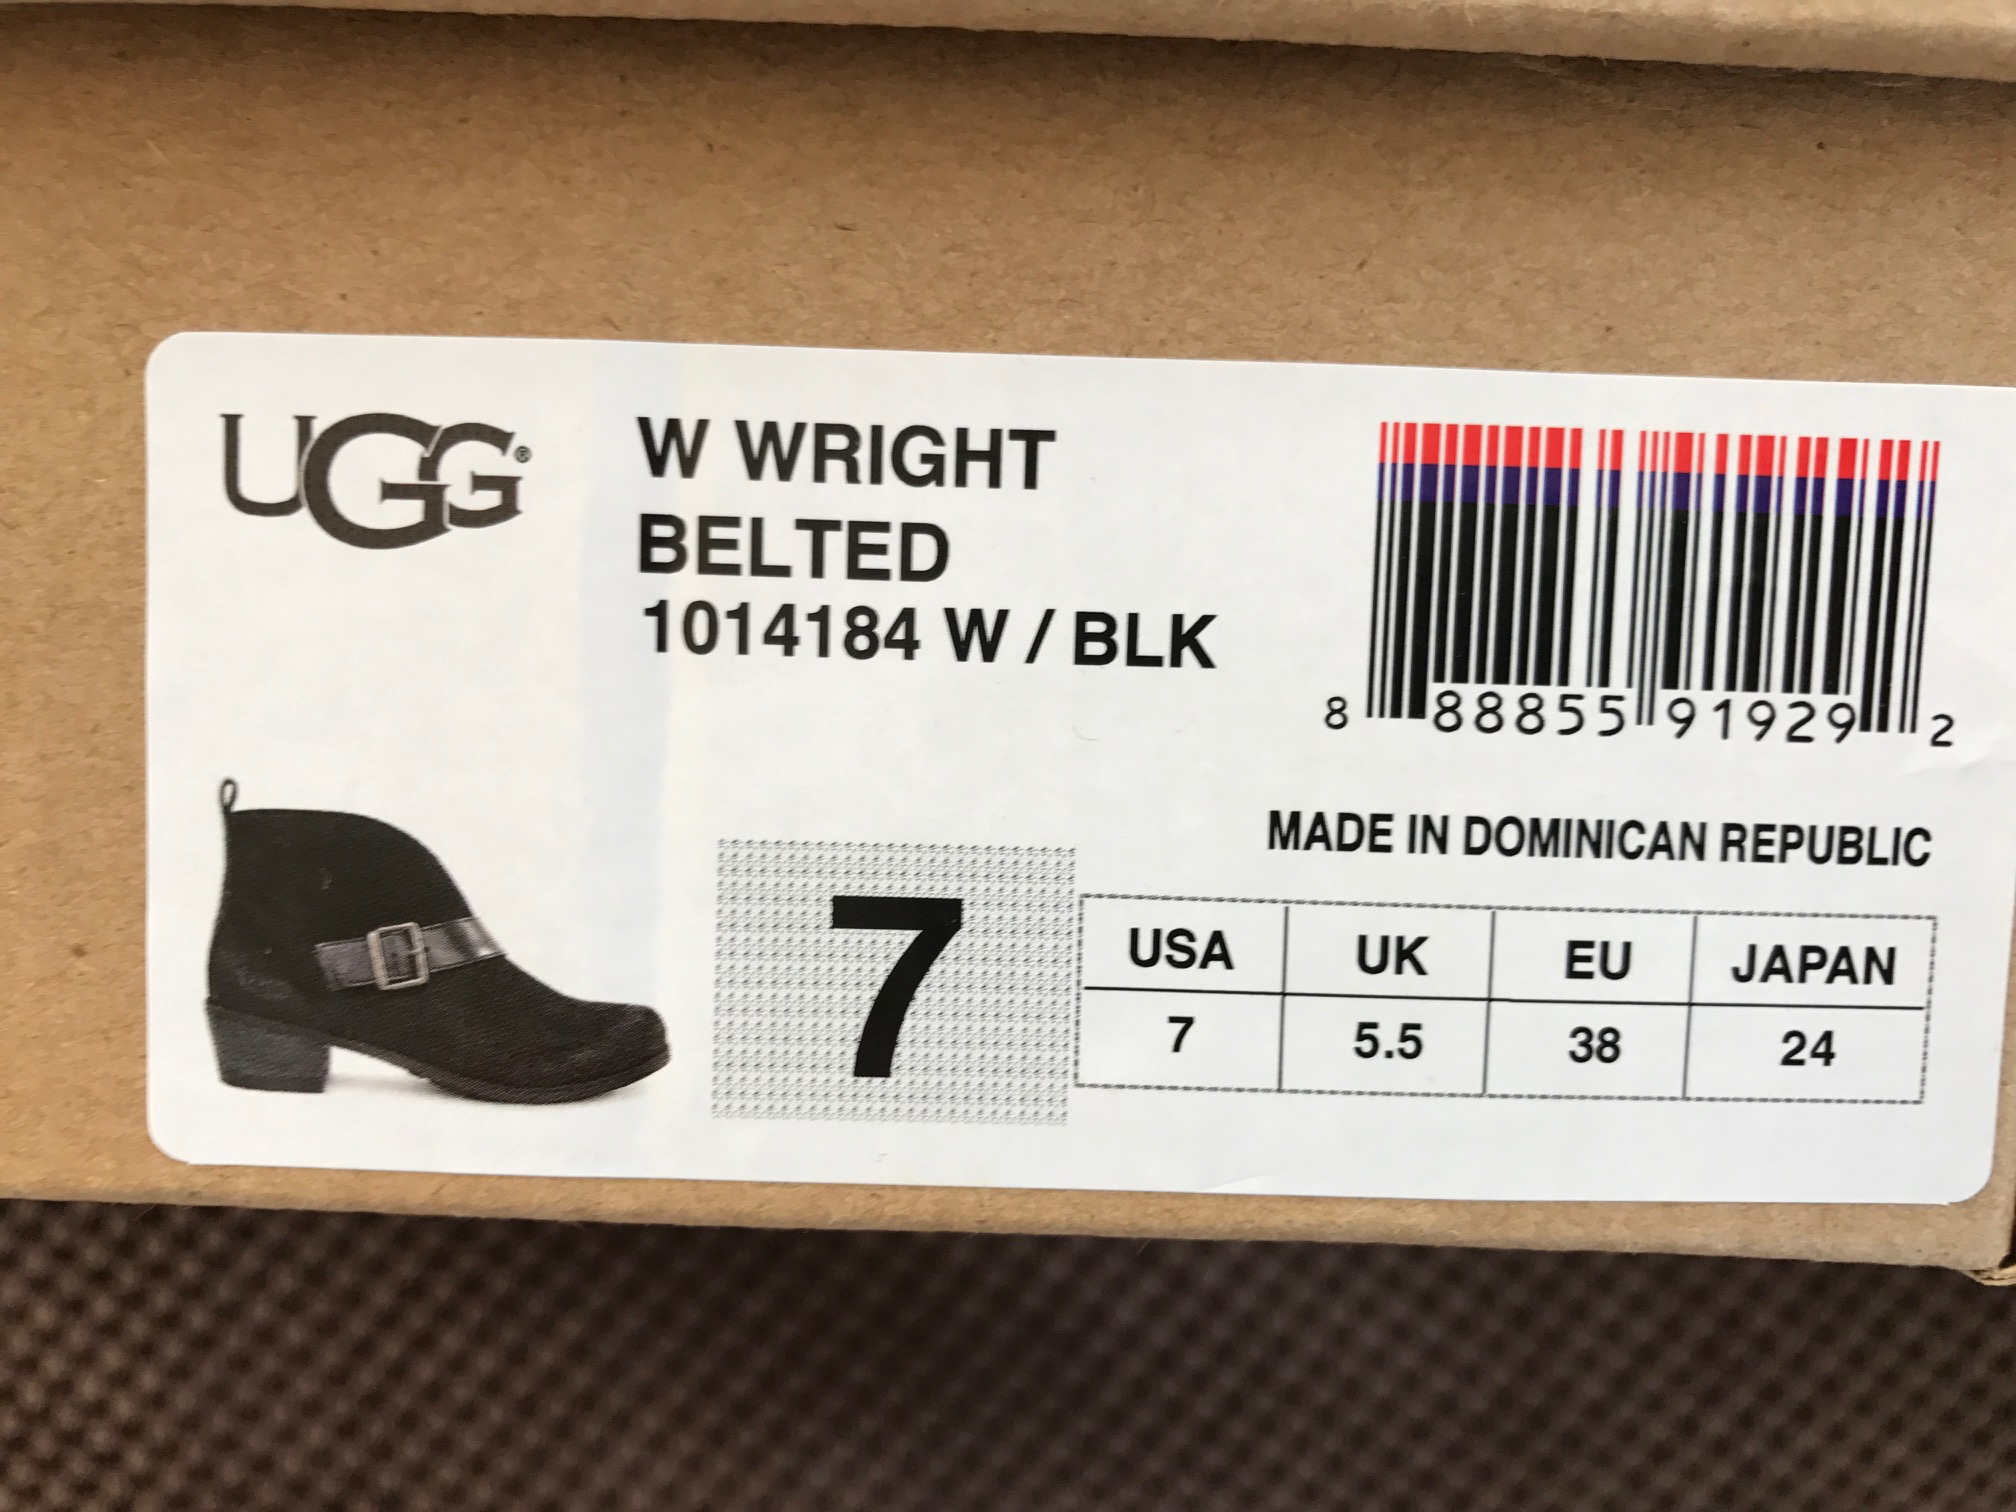 UGG®
W WRIGHT
BELTED
1014184 W / BLK
8 88855 91929 2
MADE IN DOMINICAN REPUBLIC
7
USA UK EU JAPAN
7 5.5 38 24